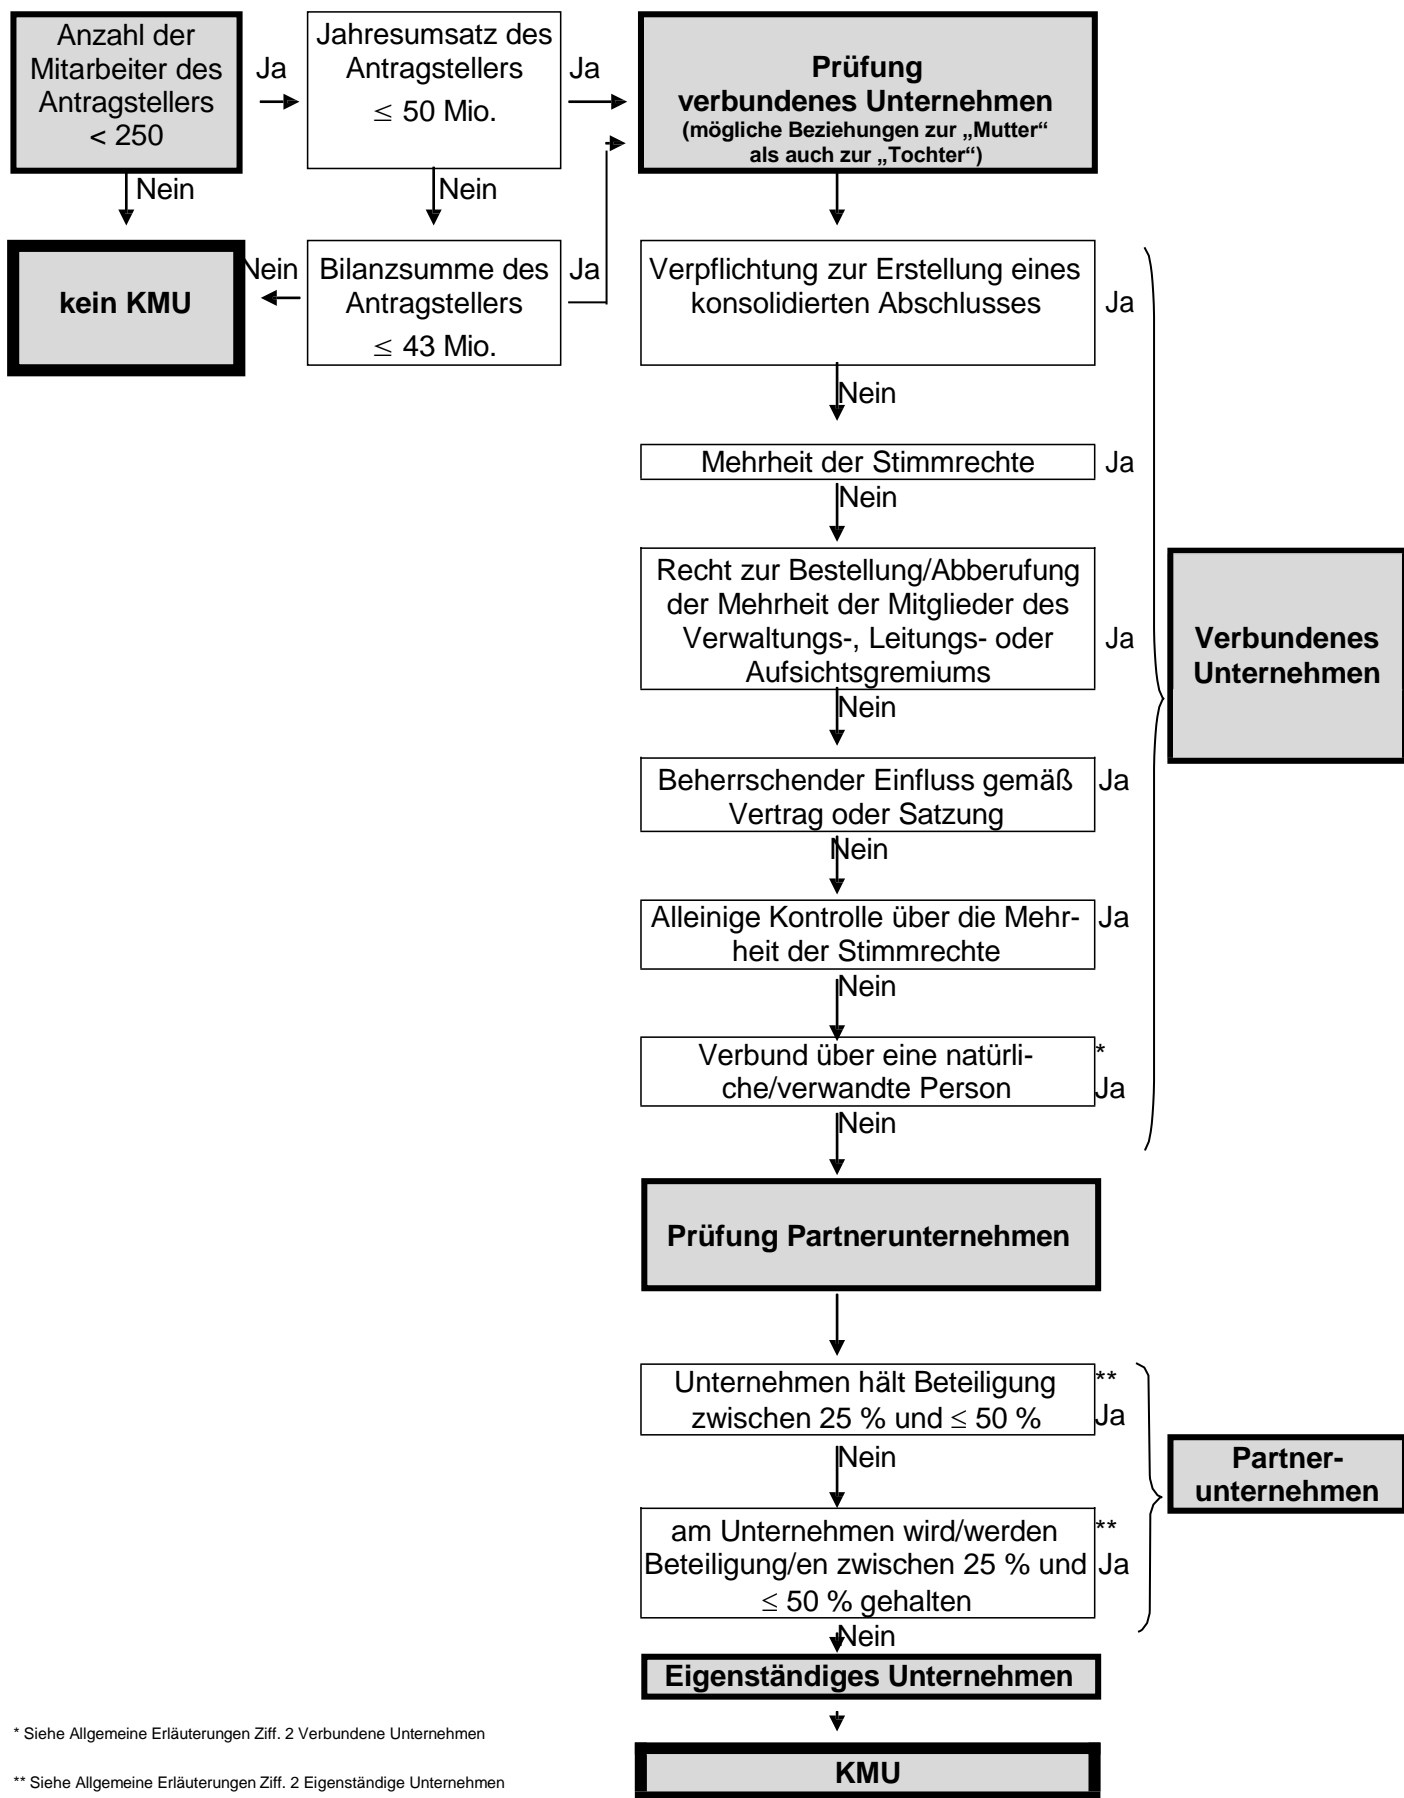 Anzahl der
Mitarbeiter des
Antragstellers
< 250
Ja
Jahresumsatz des
Antragstellers
≤ 50 Mio.
Ja
Prüfung
verbundenes Unternehmen
(mögliche Beziehungen zur „Mutter“
als auch zur „Tochter“)
Nein
Nein
kein KMU
Nein
Bilanzsumme des
Antragstellers
≤ 43 Mio.
Ja
Verpflichtung zur Erstellung eines
konsolidierten Abschlusses
Ja
Nein
Mehrheit der Stimmrechte
Ja
Nein
Recht zur Bestellung/Abberufung
der Mehrheit der Mitglieder des
Verwaltungs-, Leitungs- oder
Aufsichtsgremiums
Ja
Verbundenes
Unternehmen
Nein
Beherrschender Einfluss gemäß
Vertrag oder Satzung
Ja
Nein
Alleinige Kontrolle über die Mehr-
heit der Stimmrechte
Ja
Nein
Verbund über eine natürli-
che/verwandte Person
*
Ja
Nein
Prüfung Partnerunternehmen
Unternehmen hält Beteiligung
zwischen 25 % und ≤ 50 %
**
Ja
Nein
Partner-
unternehmen
am Unternehmen wird/werden
Beteiligung/en zwischen 25 % und
≤ 50 % gehalten
**
Ja
Nein
Eigenständiges Unternehmen
* Siehe Allgemeine Erläuterungen Ziff. 2 Verbundene Unternehmen
KMU
** Siehe Allgemeine Erläuterungen Ziff. 2 Eigenständige Unternehmen